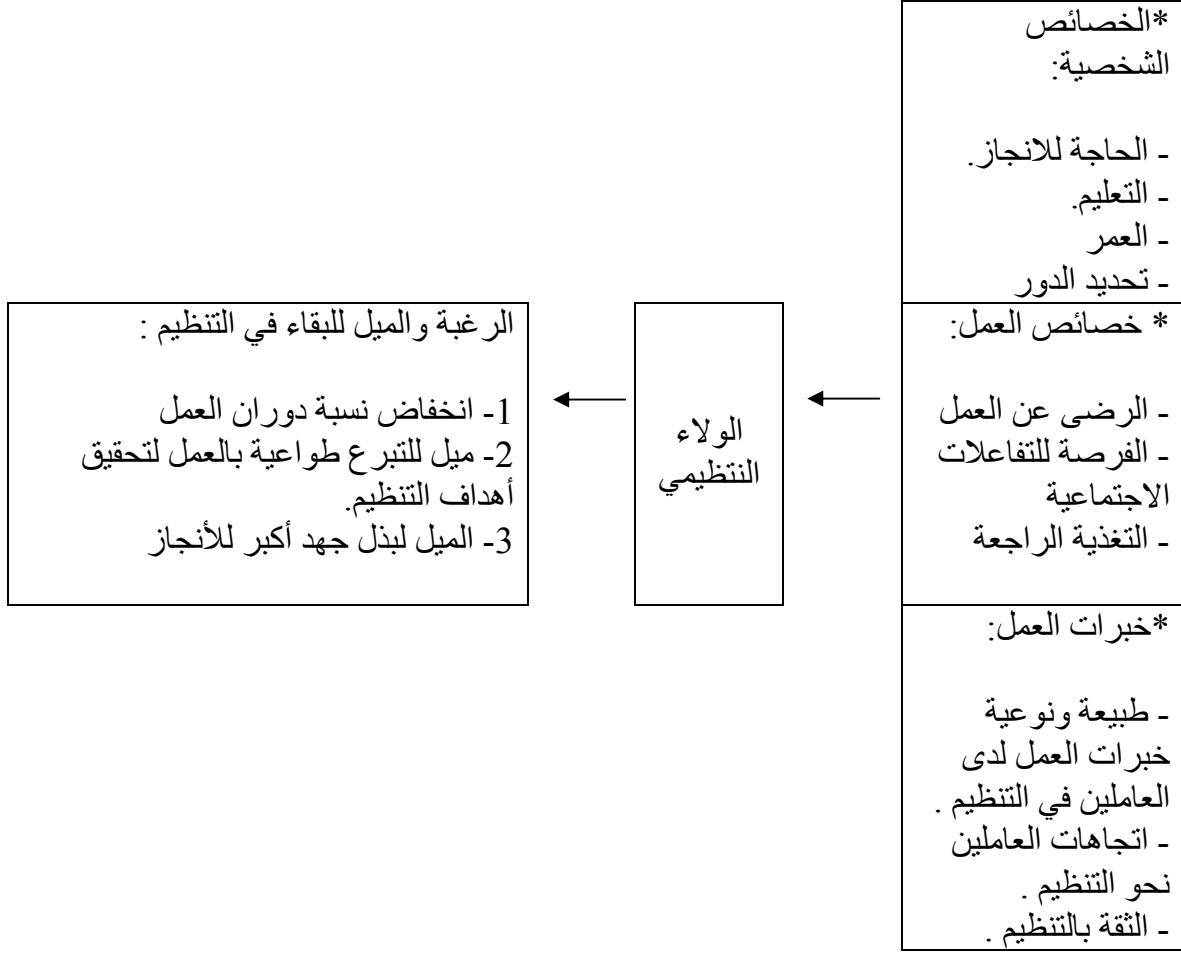 *الخصائص
الشخصية:
- الحاجة للانجاز.
- التعليم.
- العمر
- تحديد الدور
* خصائص العمل:
- الرضى عن العمل
- الفرصة للتفاعلات
الاجتماعية
- التغذية الراجعة
*خبرات العمل:
- طبيعة ونوعية
خبرات العمل لدى
العاملين في التنظيم .
- اتجاهات العاملين
نحو التنظيم .
- الثقة بالتنظيم .
الولاء
التنظيمي
الرغبة والميل للبقاء في التنظيم :
1- انخفاض نسبة دوران العمل
2- ميل للتبرع طواعية بالعمل لتحقيق
أهداف التنظيم.
3- الميل لبذل جهد أكبر للأنجاز